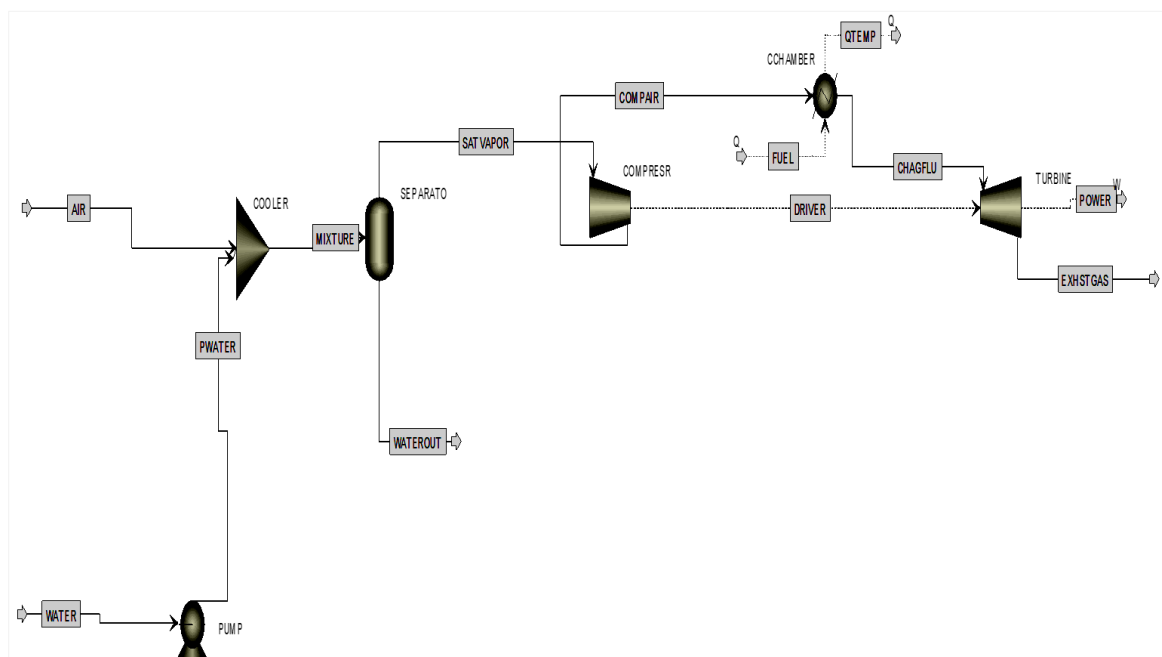 Q
QTEMP
CCHAMBER
COMPAIR
SATVAPOR
Q
FUEL
COMPRESR
CHAGFLU
TURBINE
W
POWER
SEPARATO
AIR
COOLER
DRIVER
MIXTURE
EXHSTGAS
PWATER
WATEROUT
WATER
PUMP